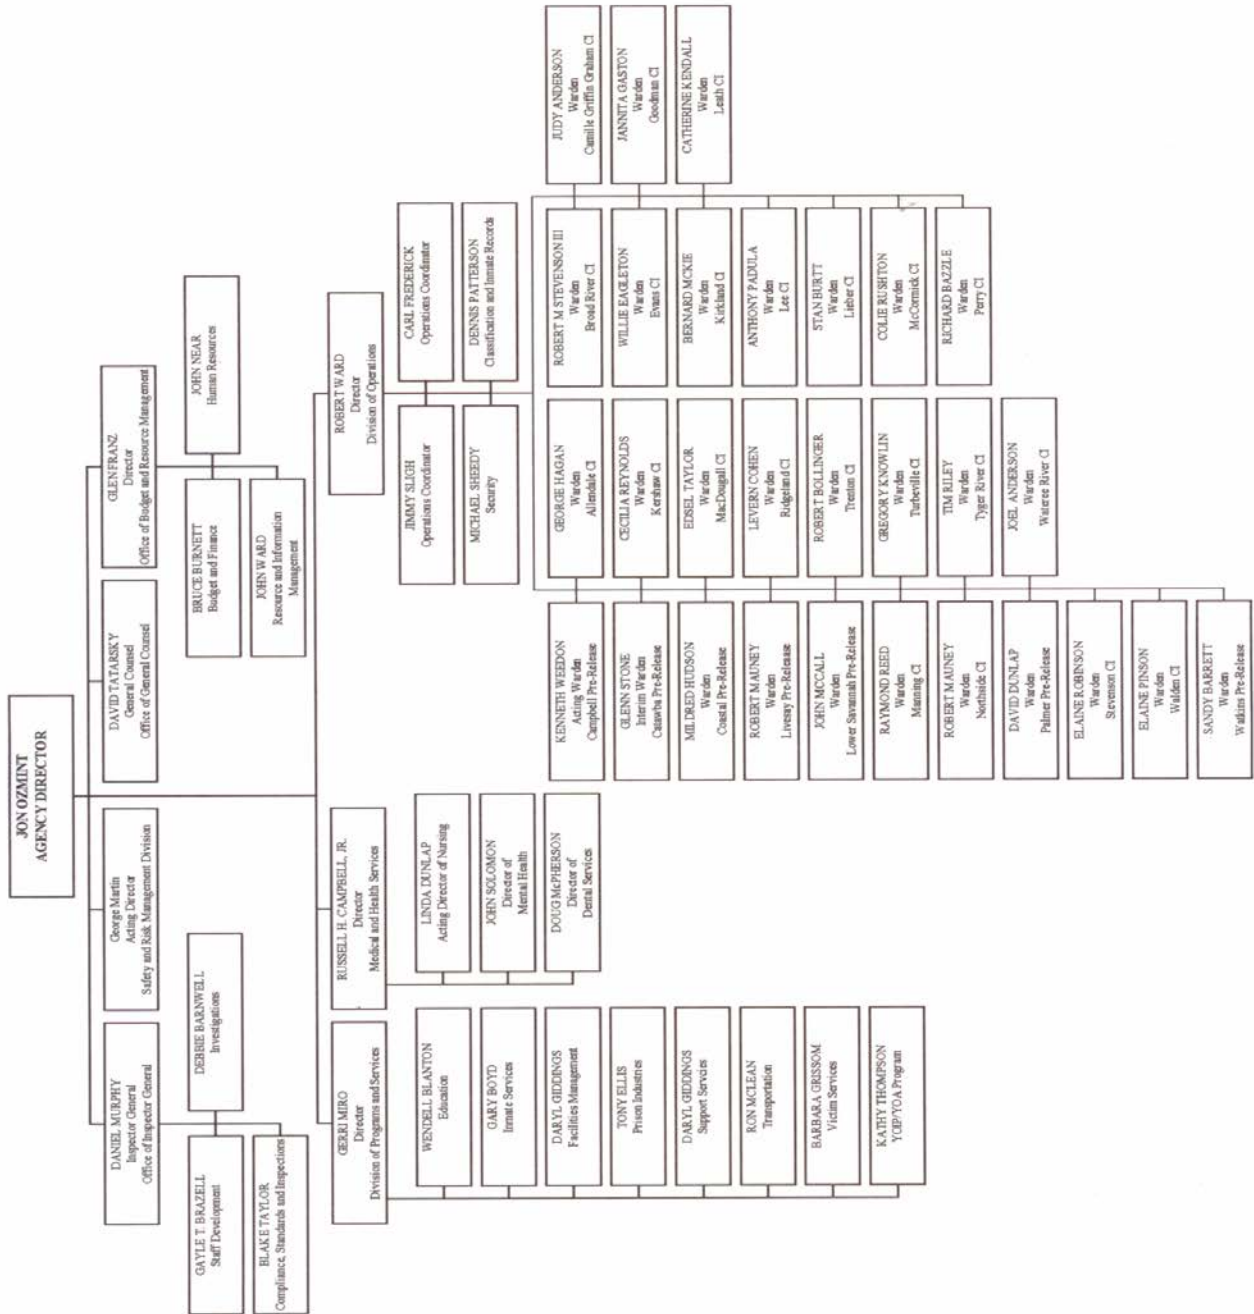 JON OZMINT
AGENCY DIRECTOR
DANIEL MURPHY
Inspector General
Office of Inspector General
George Martin
Acting Director
Safety and Risk Management Division
DAVID TATARSKY
General Counsel
Office of General Counsel
GLEN FRANZ
Director
Office of Budget and Resource Management
GAYLE T. BRAZELL
Staff Development
DEBBIE BARNWELL
Investigations
BLAKE TAYLOR
Compliance, Standards and Inspections
BRUCE BURNETT
Budget and Finance
JOHN NEAR
Human Resources
JOHN WARD
Resource and Information
Management
GERRI MIRO
Director
Division of Programs and Services
RUSSELL H. CAMPBELL, JR.
Director
Medical and Health Services
ROBERT WARD
Director
Division of Operations
WENDELL BLANTON
Education
GARY BOYD
Inmate Services
DARYL GIDDINGS
Facilities Management
TONY ELLIS
Prison Industries
DARYL GIDDINGS
Support Servcies
RON MCLEAN
Transportation
BARBARA GRISSOM
Victim Services
KATHY THOMPSON
YOIP/YOA Program
LINDA DUNLAP
Acting Director of Nursing
JOHN SOLOMON
Director of
Mental Health
DOUG McPHERSON
Director of
Dental Services
JIMMY SLIGH
Operations Coordinator
CARL FREDERICK
Operations Coordinator
MICHAEL SHEEDY
Security
DENNIS PATTERSON
Classification and Inmate Records
KENNETH WEEDON
Acting Warden
Campbell Pre-Release
GLENN STONE
Interim Warden
Catawba Pre-Release
MILDRED HUDSON
Warden
Coastal Pre-Release
ROBERT MAUNEY
Warden
Livesay Pre-Release
JOHN MCCALL
Warden
Lower Savannah Pre-Release
RAYMOND REED
Warden
Manning CI
ROBERT MAUNEY
Warden
Northside CI
DAVID DUNLAP
Warden
Palmer Pre-Release
ELAINE ROBINSON
Warden
Stevenson CI
ELAINE PINSON
Warden
Walden CI
SANDY BARRETT
Warden
Watkins Pre-Release
GEORGE HAGAN
Warden
Allendale CI
CECILIA REYNOLDS
Warden
Kershaw CI
EDSEL TAYLOR
Warden
MacDougall CI
LEVERN COHEN
Warden
Ridgeland CI
ROBERT BOLLINGER
Warden
Trenton CI
GREGORY KNOWLIN
Warden
Turbeville CI
TIM RILEY
Warden
Tyger River CI
JOEL ANDERSON
Warden
Wateree River CI
ROBERT M STEVENSON III
Warden
Broad River CI
WILLIE EAGLETON
Warden
Evans CI
BERNARD MCKIE
Warden
Kirkland CI
ANTHONY PADULA
Warden
Lee CI
STAN BURTT
Warden
Lieber CI
COLIE RUSHTON
Warden
McCormick CI
RICHARD BAZZLE
Warden
Perry CI
JUDY ANDERSON
Warden
Camille Griffin Graham CI
JANNITA GASTON
Warden
Goodman CI
CATHERINE KENDALL
Warden
Leath CI